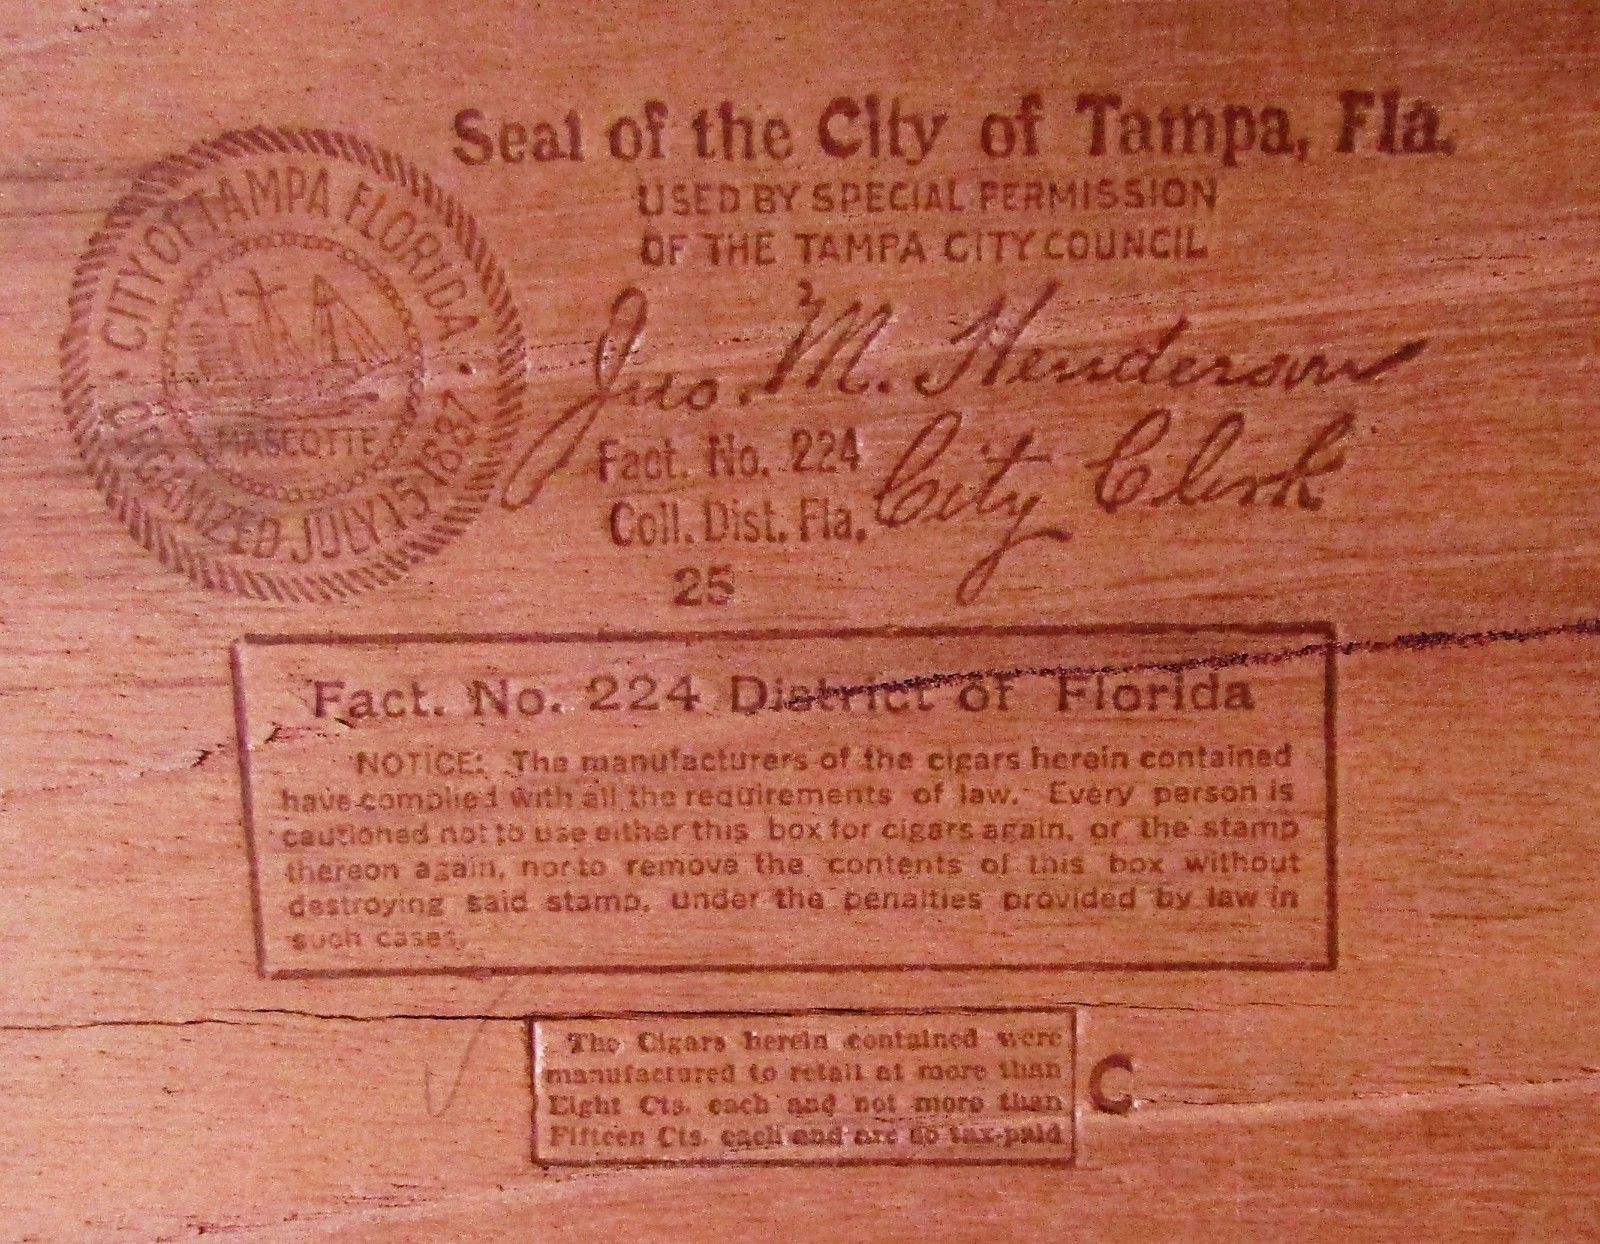 Seal of the City of Tampa, Fla.
USED BY SPECIAL PERMISSION
OF THE TAMPA CITY COUNCIL
CITY OF TAMPA FLORIDA
MASCOTTE
ORGANIZED JULY 15, 1887
Jno. M. Henderson
City Clerk
Fact. No. 224
Coll. Dist. Fla.
25
Fact. No. 224 District of Florida
NOTICE: The manufacturers of the cigars herein contained
have complied with all the requirements of law. Every person is
cautioned not to use either this box for cigars again, or the stamp
thereon again, nor to remove the contents of this box without
destroying said stamp, under the penalties provided by law in
such cases.
The Cigars herein contained were
manufactured to retail at more than
Eight Cts. each and not more than
Fifteen Cts. each and are so tax-paid
C